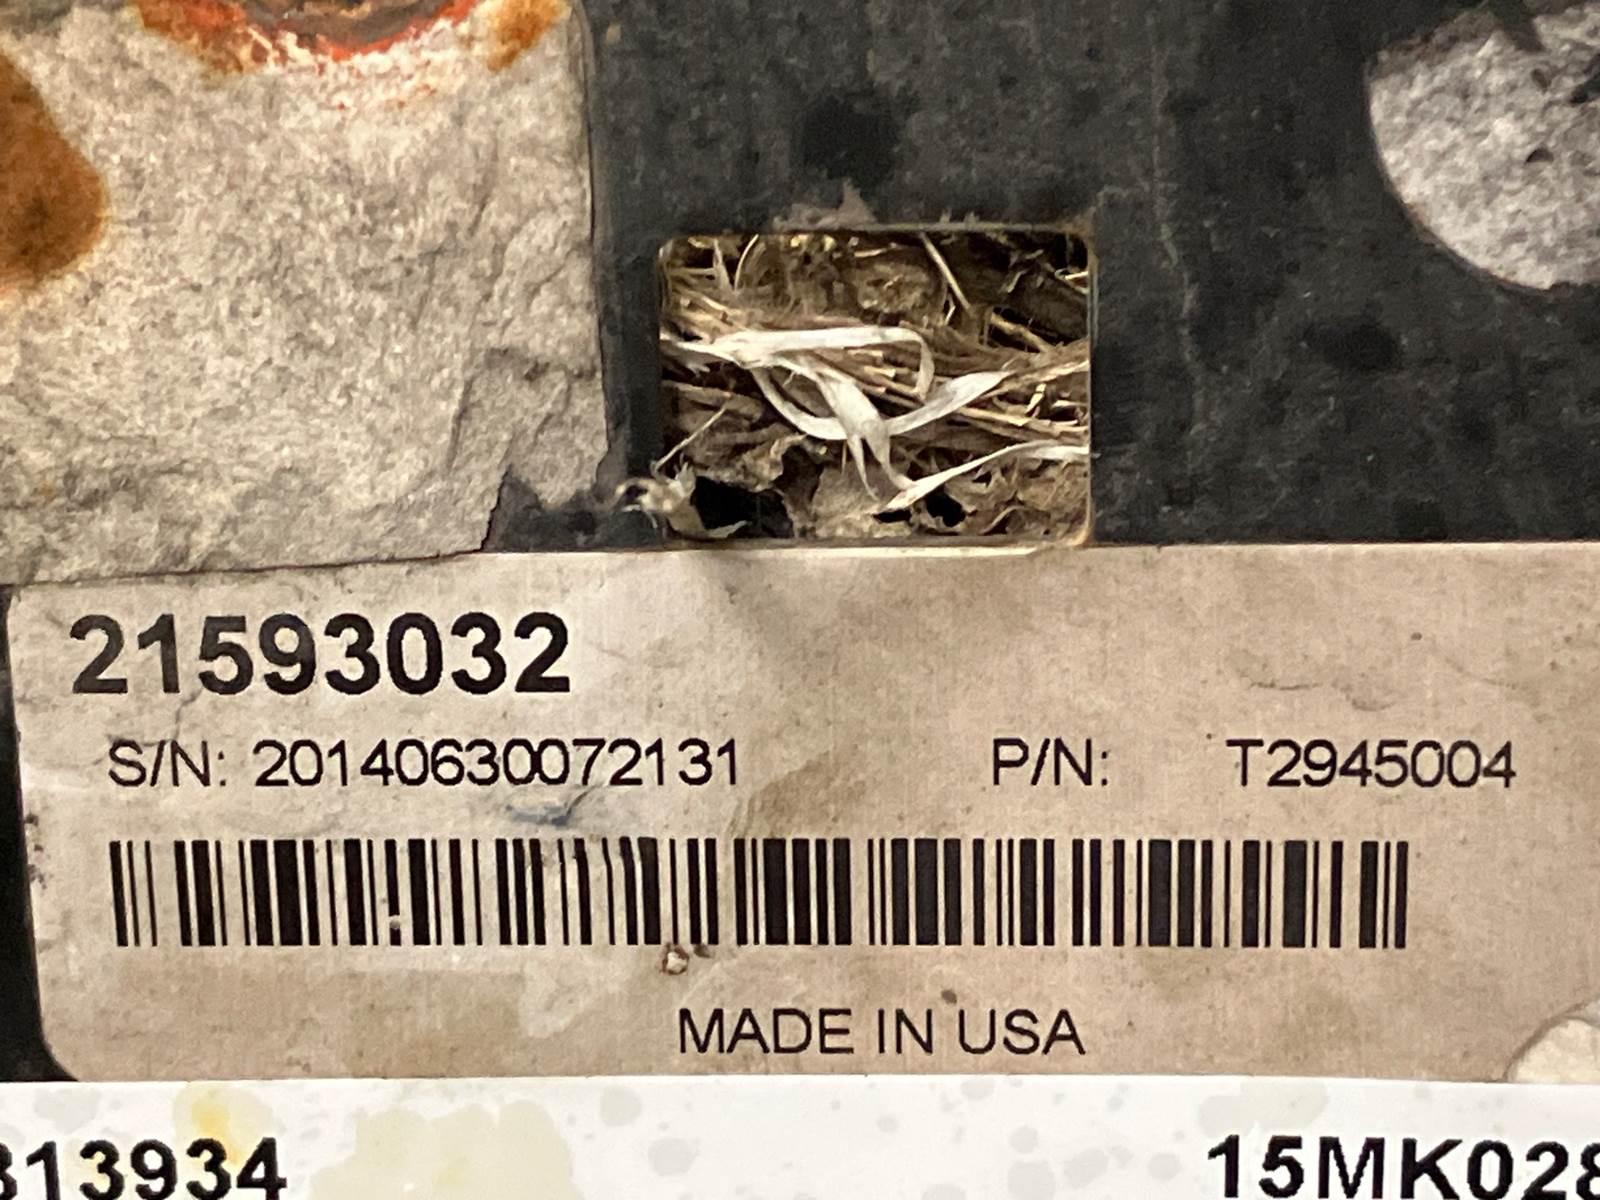 21593032
S/N: 20140630072131 P/N: T2945004
MADE IN USA
313934 15MK028